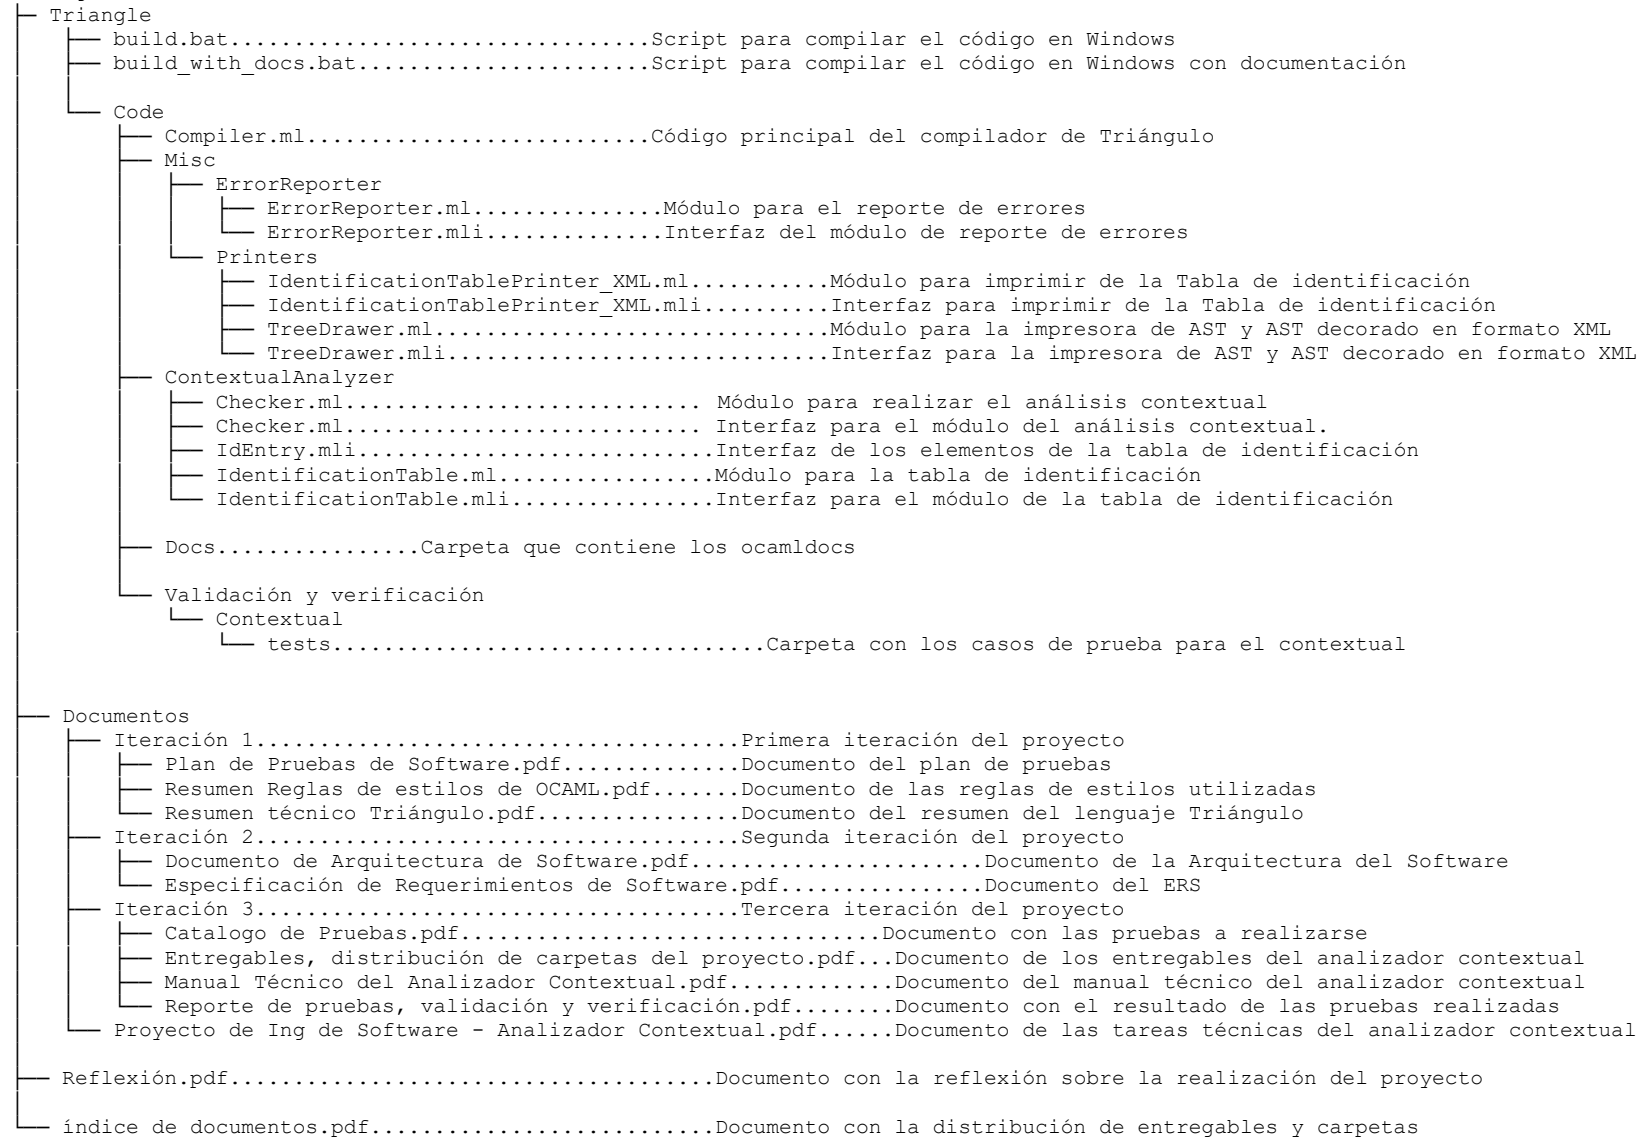 ├─ Triangle
│   ├── build.bat.................................Script para compilar el código en Windows
│   ├── build_with_docs.bat.......................Script para compilar el código en Windows con documentación
│   │
│   └── Code
│       ├── Compiler.ml...........................Código principal del compilador de Triángulo
│       ├── Misc
│       │   ├── ErrorReporter
│       │   │   ├── ErrorReporter.ml...............Módulo para el reporte de errores
│       │   │   └── ErrorReporter.mli..............Interfaz del módulo de reporte de errores
│       │   └── Printers
│       │       ├── IdentificationTablePrinter_XML.ml...........Módulo para imprimir de la Tabla de identificación
│       │       ├── IdentificationTablePrinter_XML.mli..........Interfaz para imprimir de la Tabla de identificación
│       │       ├── TreeDrawer.ml...............................Módulo para la impresora de AST y AST decorado en formato XML
│       │       └── TreeDrawer.mli..............................Interfaz para la impresora de AST y AST decorado en formato XML
│       ├── ContextualAnalyzer
│       │   ├── Checker.ml............................ Módulo para realizar el análisis contextual
│       │   ├── Checker.ml............................ Interfaz para el módulo del análisis contextual.
│       │   ├── IdEntry.mli............................Interfaz de los elementos de la tabla de identificación
│       │   ├── IdentificationTable.ml.................Módulo para la tabla de identificación
│       │   └── IdentificationTable.mli................Interfaz para el módulo de la tabla de identificación
│       │
│       ├── Docs................Carpeta que contiene los ocamldocs
│       │
│       └── Validación y verificación
│           └── Contextual
│               └── tests..................................Carpeta con los casos de prueba para el contextual
│
│
├── Documentos
│   ├── Iteración 1......................................Primera iteración del proyecto
│   │   ├── Plan de Pruebas de Software.pdf..............Documento del plan de pruebas
│   │   ├── Resumen Reglas de estilos de OCAML.pdf.......Documento de las reglas de estilos utilizadas
│   │   └── Resumen técnico Triángulo.pdf................Documento del resumen del lenguaje Triángulo
│   ├── Iteración 2......................................Segunda iteración del proyecto
│   │   ├── Documento de Arquitectura de Software.pdf.......................Documento de la Arquitectura del Software
│   │   └── Especificación de Requerimientos de Software.pdf................Documento del ERS
│   ├── Iteración 3......................................Tercera iteración del proyecto
│   │   ├── Catalogo de Pruebas.pdf.................................Documento con las pruebas a realizarse
│   │   ├── Entregables, distribución de carpetas del proyecto.pdf...Documento de los entregables del analizador contextual
│   │   ├── Manual Técnico del Analizador Contextual.pdf.............Documento del manual técnico del analizador contextual
│   │   └── Reporte de pruebas, validación y verificación.pdf........Documento con el resultado de las pruebas realizadas
│   └── Proyecto de Ing de Software - Analizador Contextual.pdf......Documento de las tareas técnicas del analizador contextual
│
├── Reflexión.pdf......................................Documento con la reflexión sobre la realización del proyecto
│
└── índice de documentos.pdf...........................Documento con la distribución de entregables y carpetas